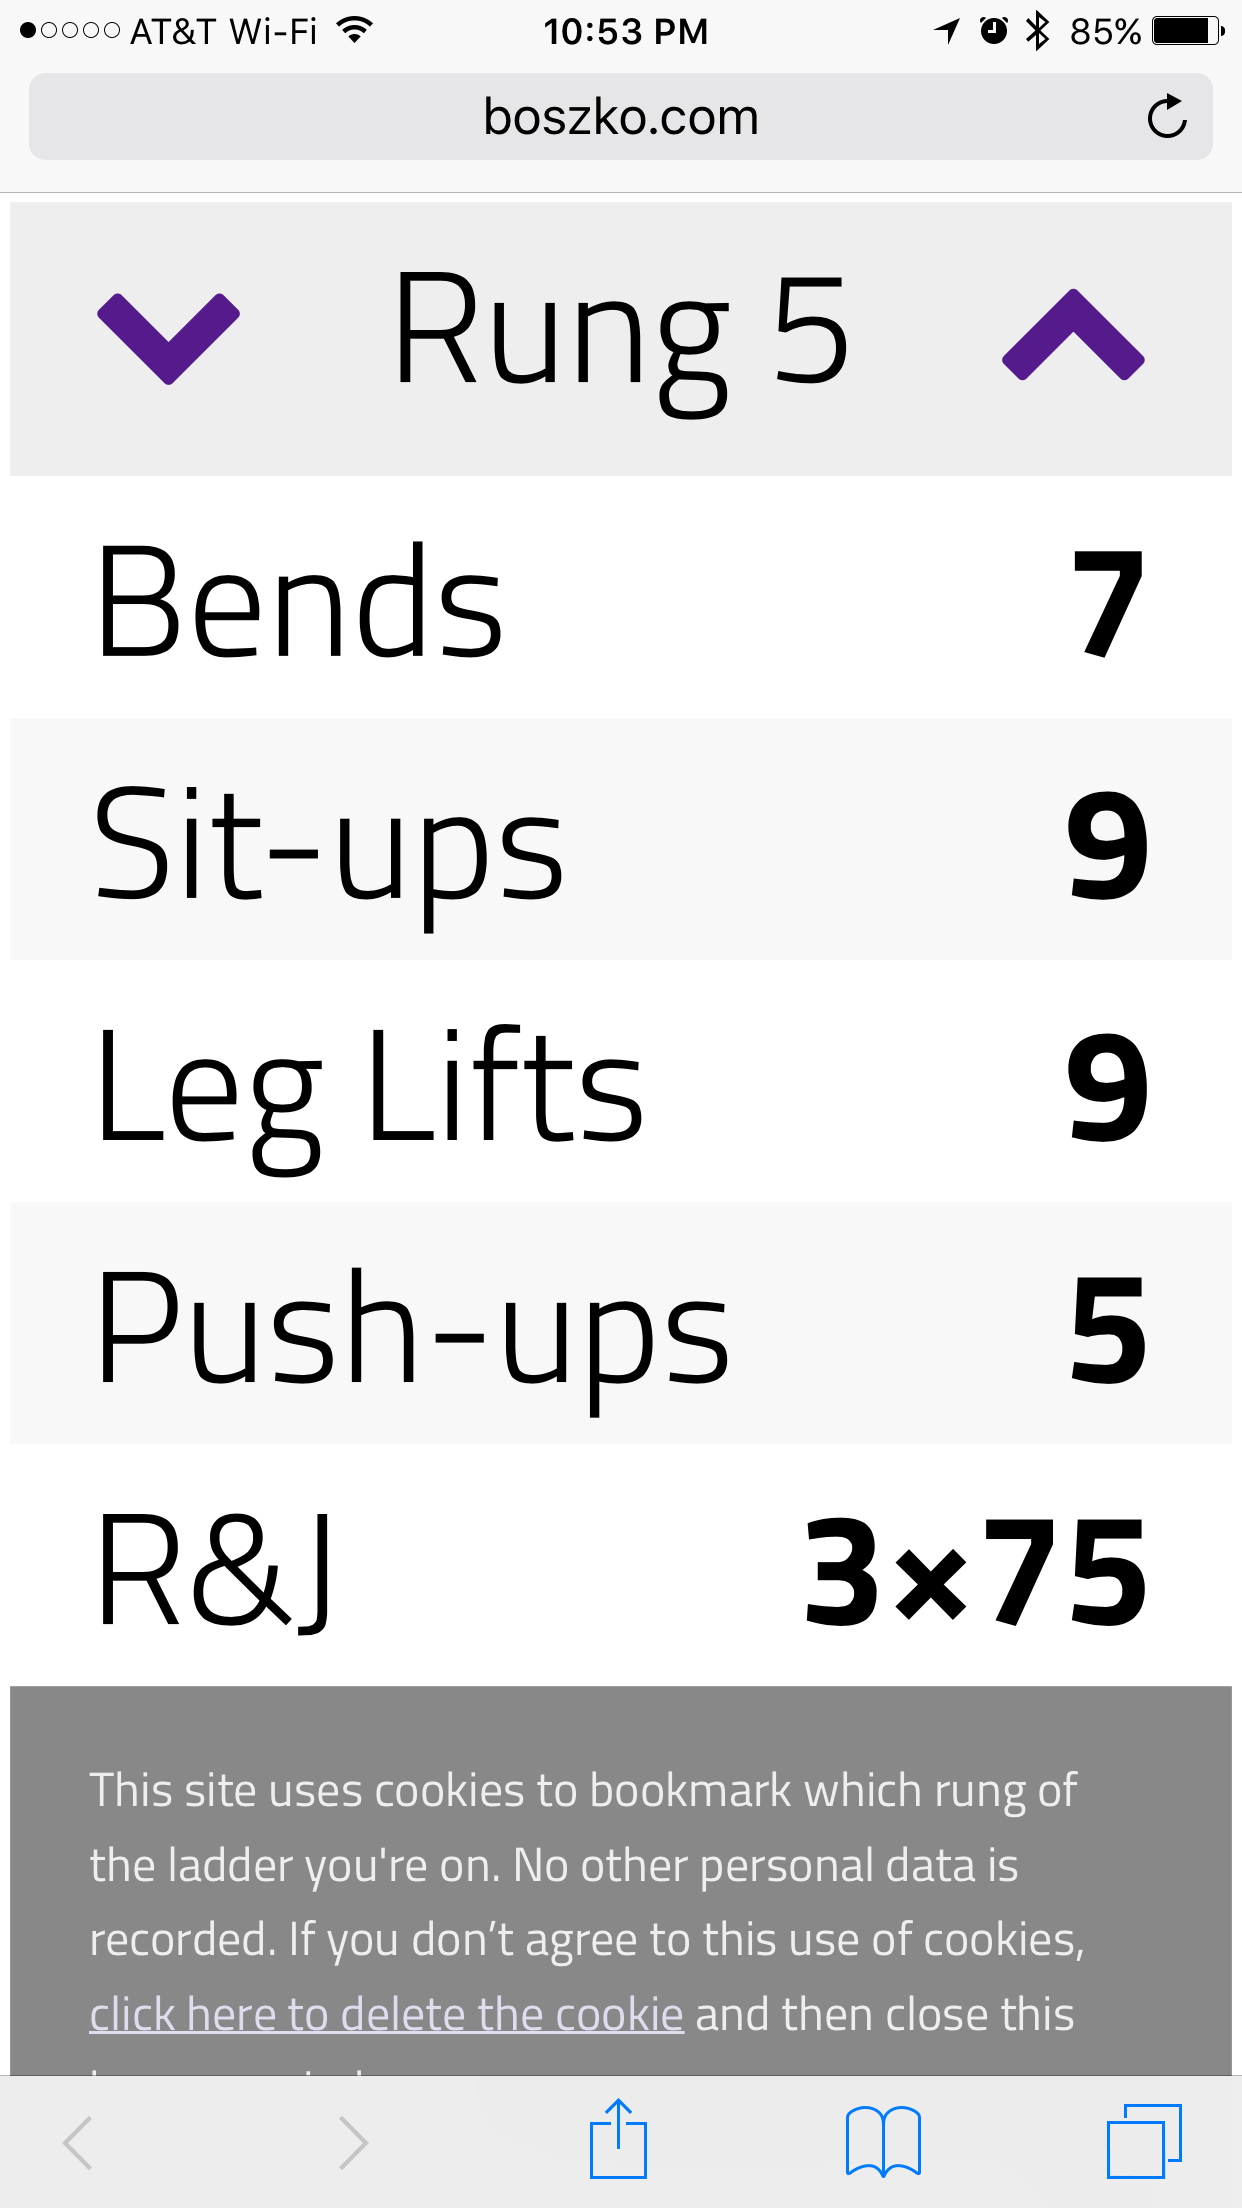 AT&T Wi-Fi 10:53 PM 85%
boszko.com
Rung 5
Bends 7
Sit-ups 9
Leg Lifts 9
Push-ups 5
R&J 3×75
This site uses cookies to bookmark which rung of
the ladder you're on. No other personal data is
recorded. If you don’t agree to this use of cookies,
click here to delete the cookie and then close this